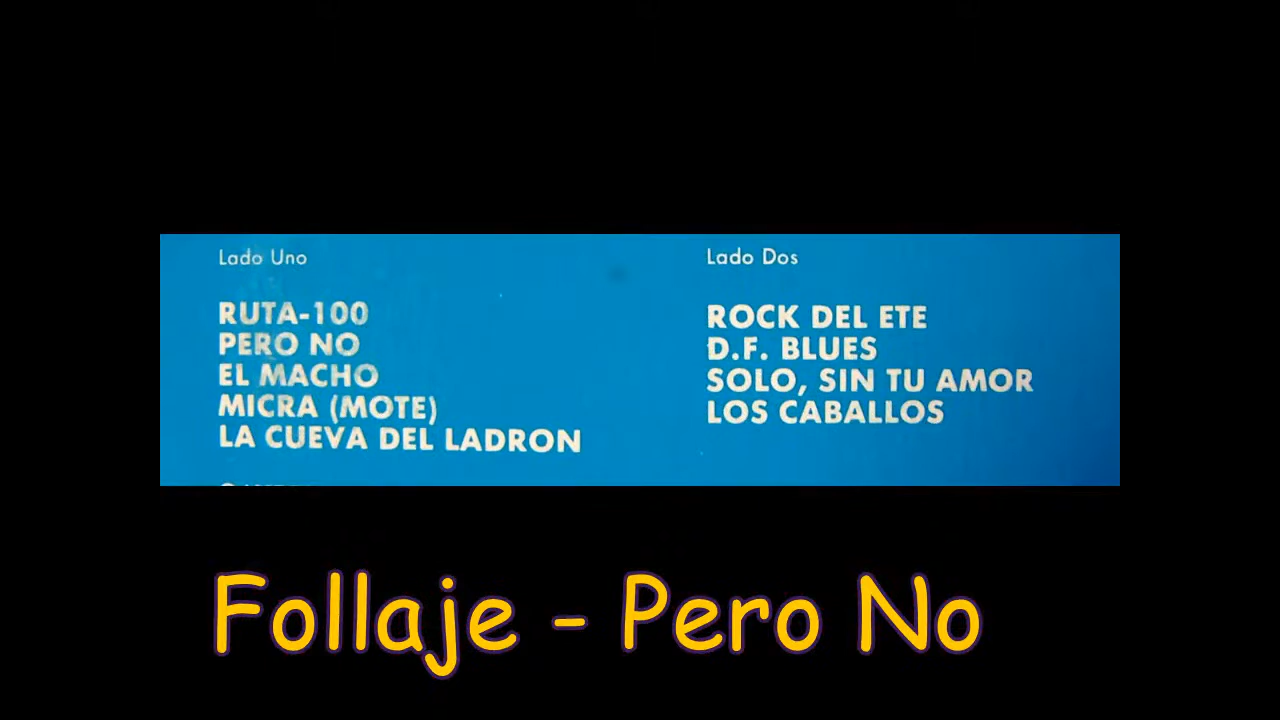 Lado Uno
RUTA-100
PERO NO
EL MACHO
MICRA (MOTE)
LA CUEVA DEL LADRON
Lado Dos
ROCK DEL ETE
D.F. BLUES
SOLO, SIN TU AMOR
LOS CABALLOS
Follaje - Pero No